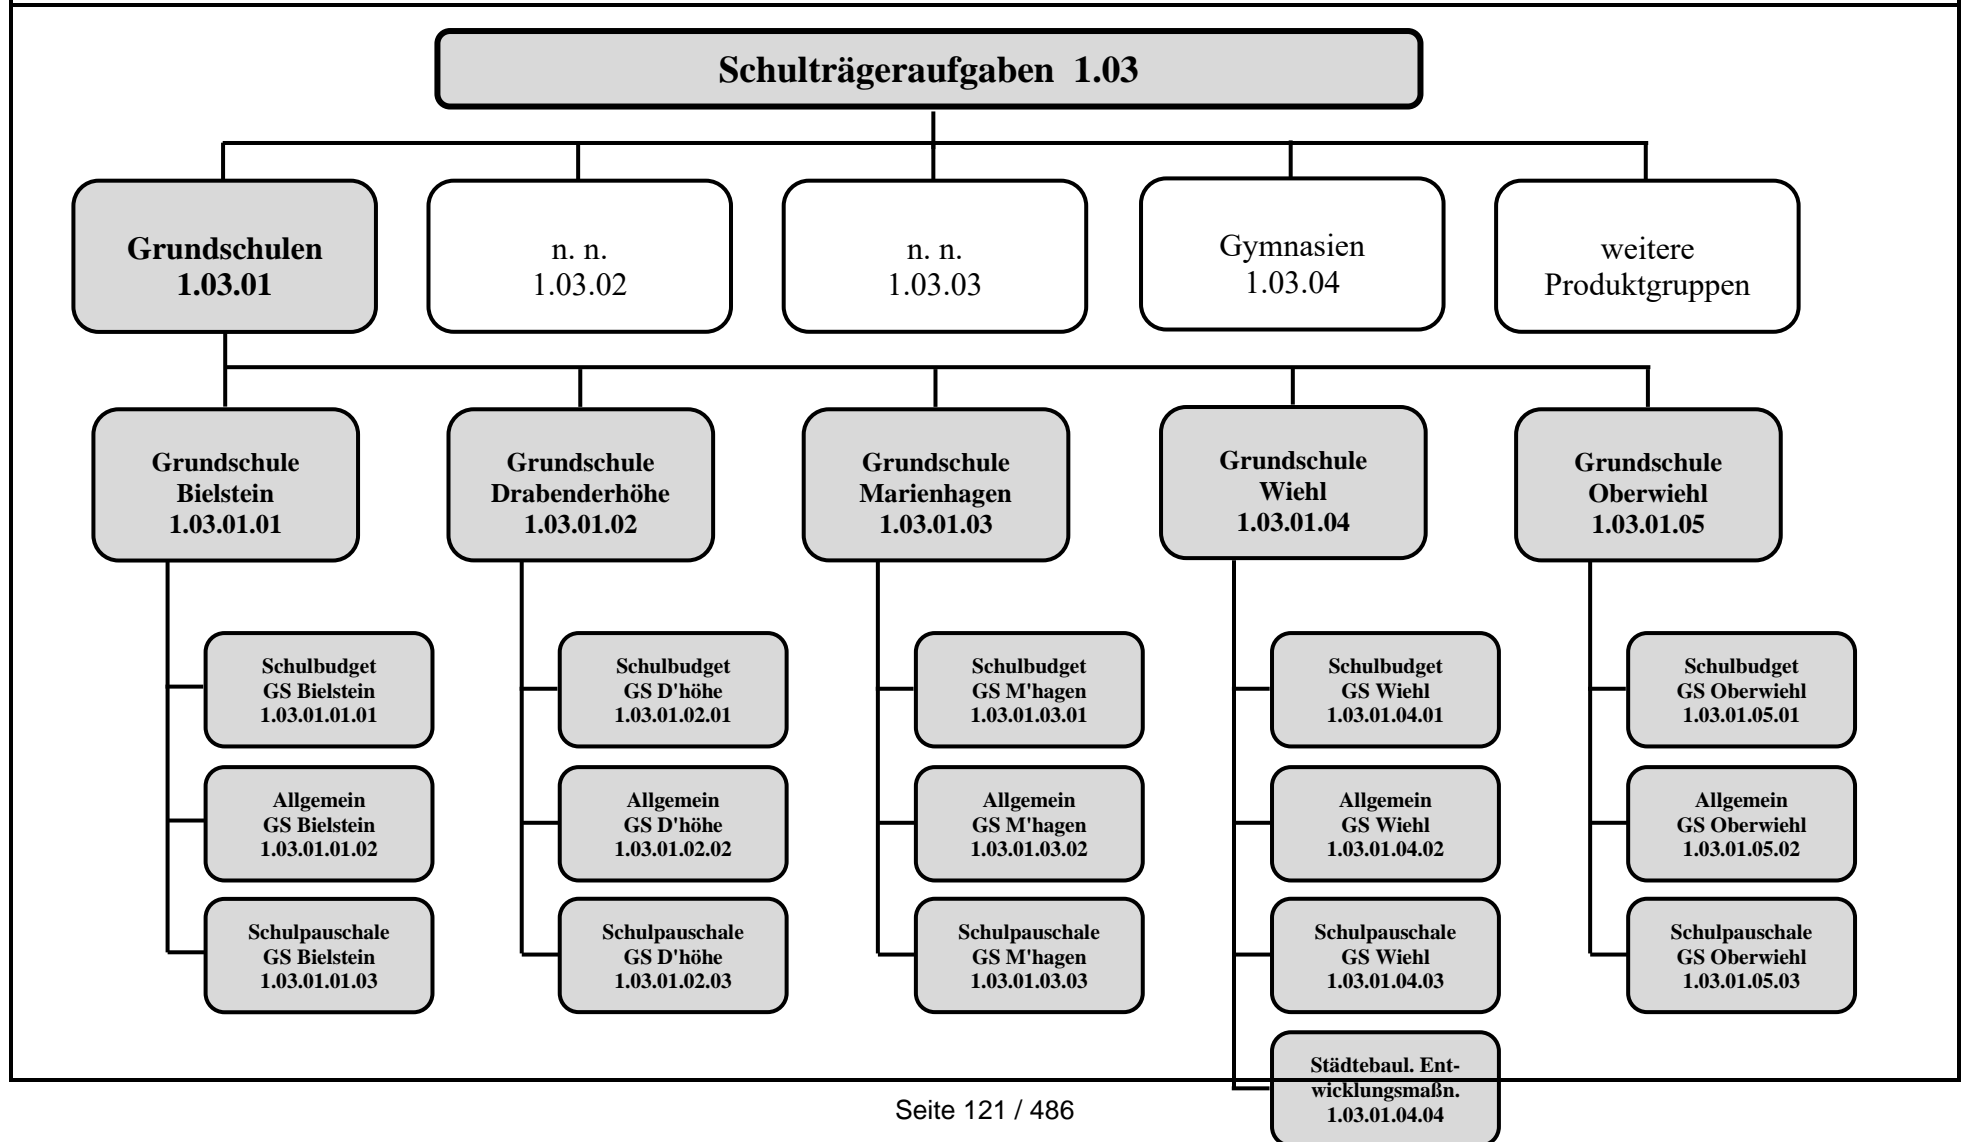 Schulträgeraufgaben 1.03
Grundschulen
1.03.01
n. n.
1.03.02
n. n.
1.03.03
Gymnasien
1.03.04
weitere
Produktgruppen
Grundschule
Bielstein
1.03.01.01
Grundschule
Drabenderhöhe
1.03.01.02
Grundschule
Marienhagen
1.03.01.03
Grundschule
Wiehl
1.03.01.04
Grundschule
Oberwiehl
1.03.01.05
Schulbudget
GS Bielstein
1.03.01.01.01
Schulbudget
GS D'höhe
1.03.01.02.01
Schulbudget
GS M'hagen
1.03.01.03.01
Schulbudget
GS Wiehl
1.03.01.04.01
Schulbudget
GS Oberwiehl
1.03.01.05.01
Allgemein
GS Bielstein
1.03.01.01.02
Allgemein
GS D'höhe
1.03.01.02.02
Allgemein
GS M'hagen
1.03.01.03.02
Allgemein
GS Wiehl
1.03.01.04.02
Allgemein
GS Oberwiehl
1.03.01.05.02
Schulpauschale
GS Bielstein
1.03.01.01.03
Schulpauschale
GS D'höhe
1.03.01.02.03
Schulpauschale
GS M'hagen
1.03.01.03.03
Schulpauschale
GS Wiehl
1.03.01.04.03
Schulpauschale
GS Oberwiehl
1.03.01.05.03
Städtebaul. Ent-
wicklungsmaßn.
1.03.01.04.04
Seite 121 / 486